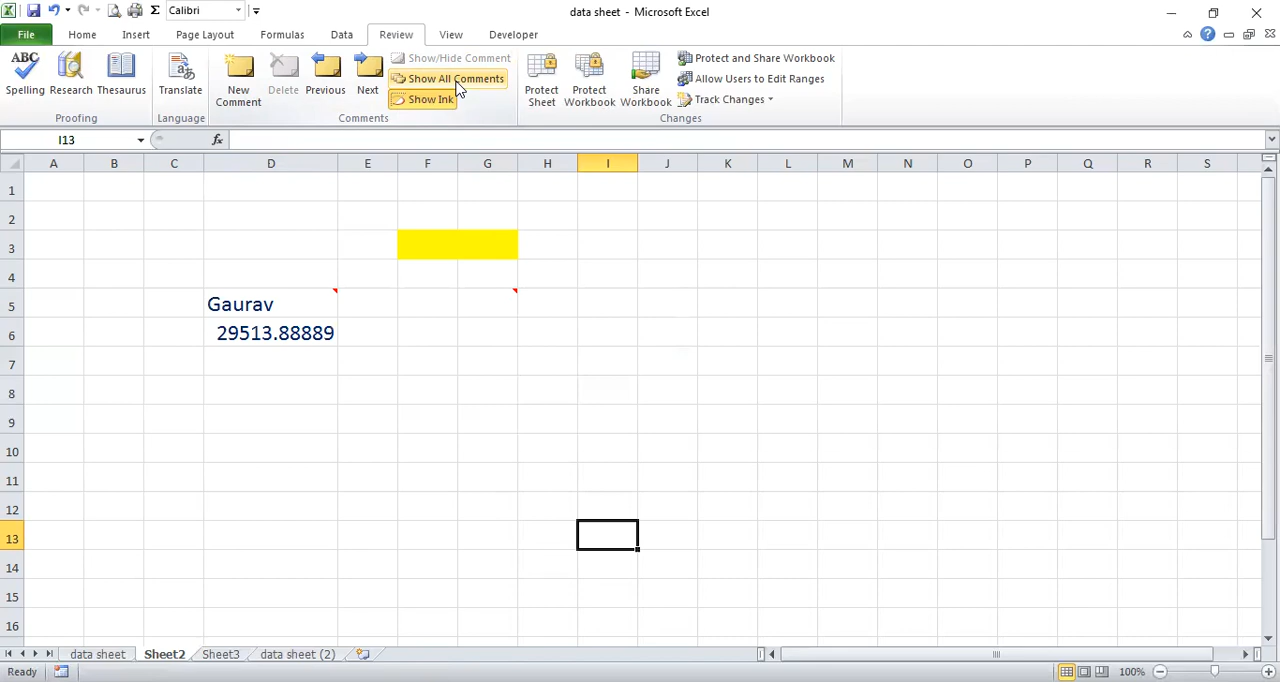 Calibri
data sheet - Microsoft Excel
File Home Insert Page Layout Formulas Data Review View Developer
ABC
Spelling Research Thesaurus
Proofing
Translate
Language
New Comment
Delete
Previous
Next
Show/Hide Comment
Show All Comments
Show Ink
Comments
Protect Sheet
Protect Workbook
Share Workbook
Protect and Share Workbook
Allow Users to Edit Ranges
Track Changes
Changes
I13
fx
A B C D E F G H I J K L M N O P Q R S
1
2
3
4
5 Gaurav
6 29513.88889
7
8
9
10
11
12
13
14
15
16
data sheet Sheet2 Sheet3 data sheet (2)
Ready 100%